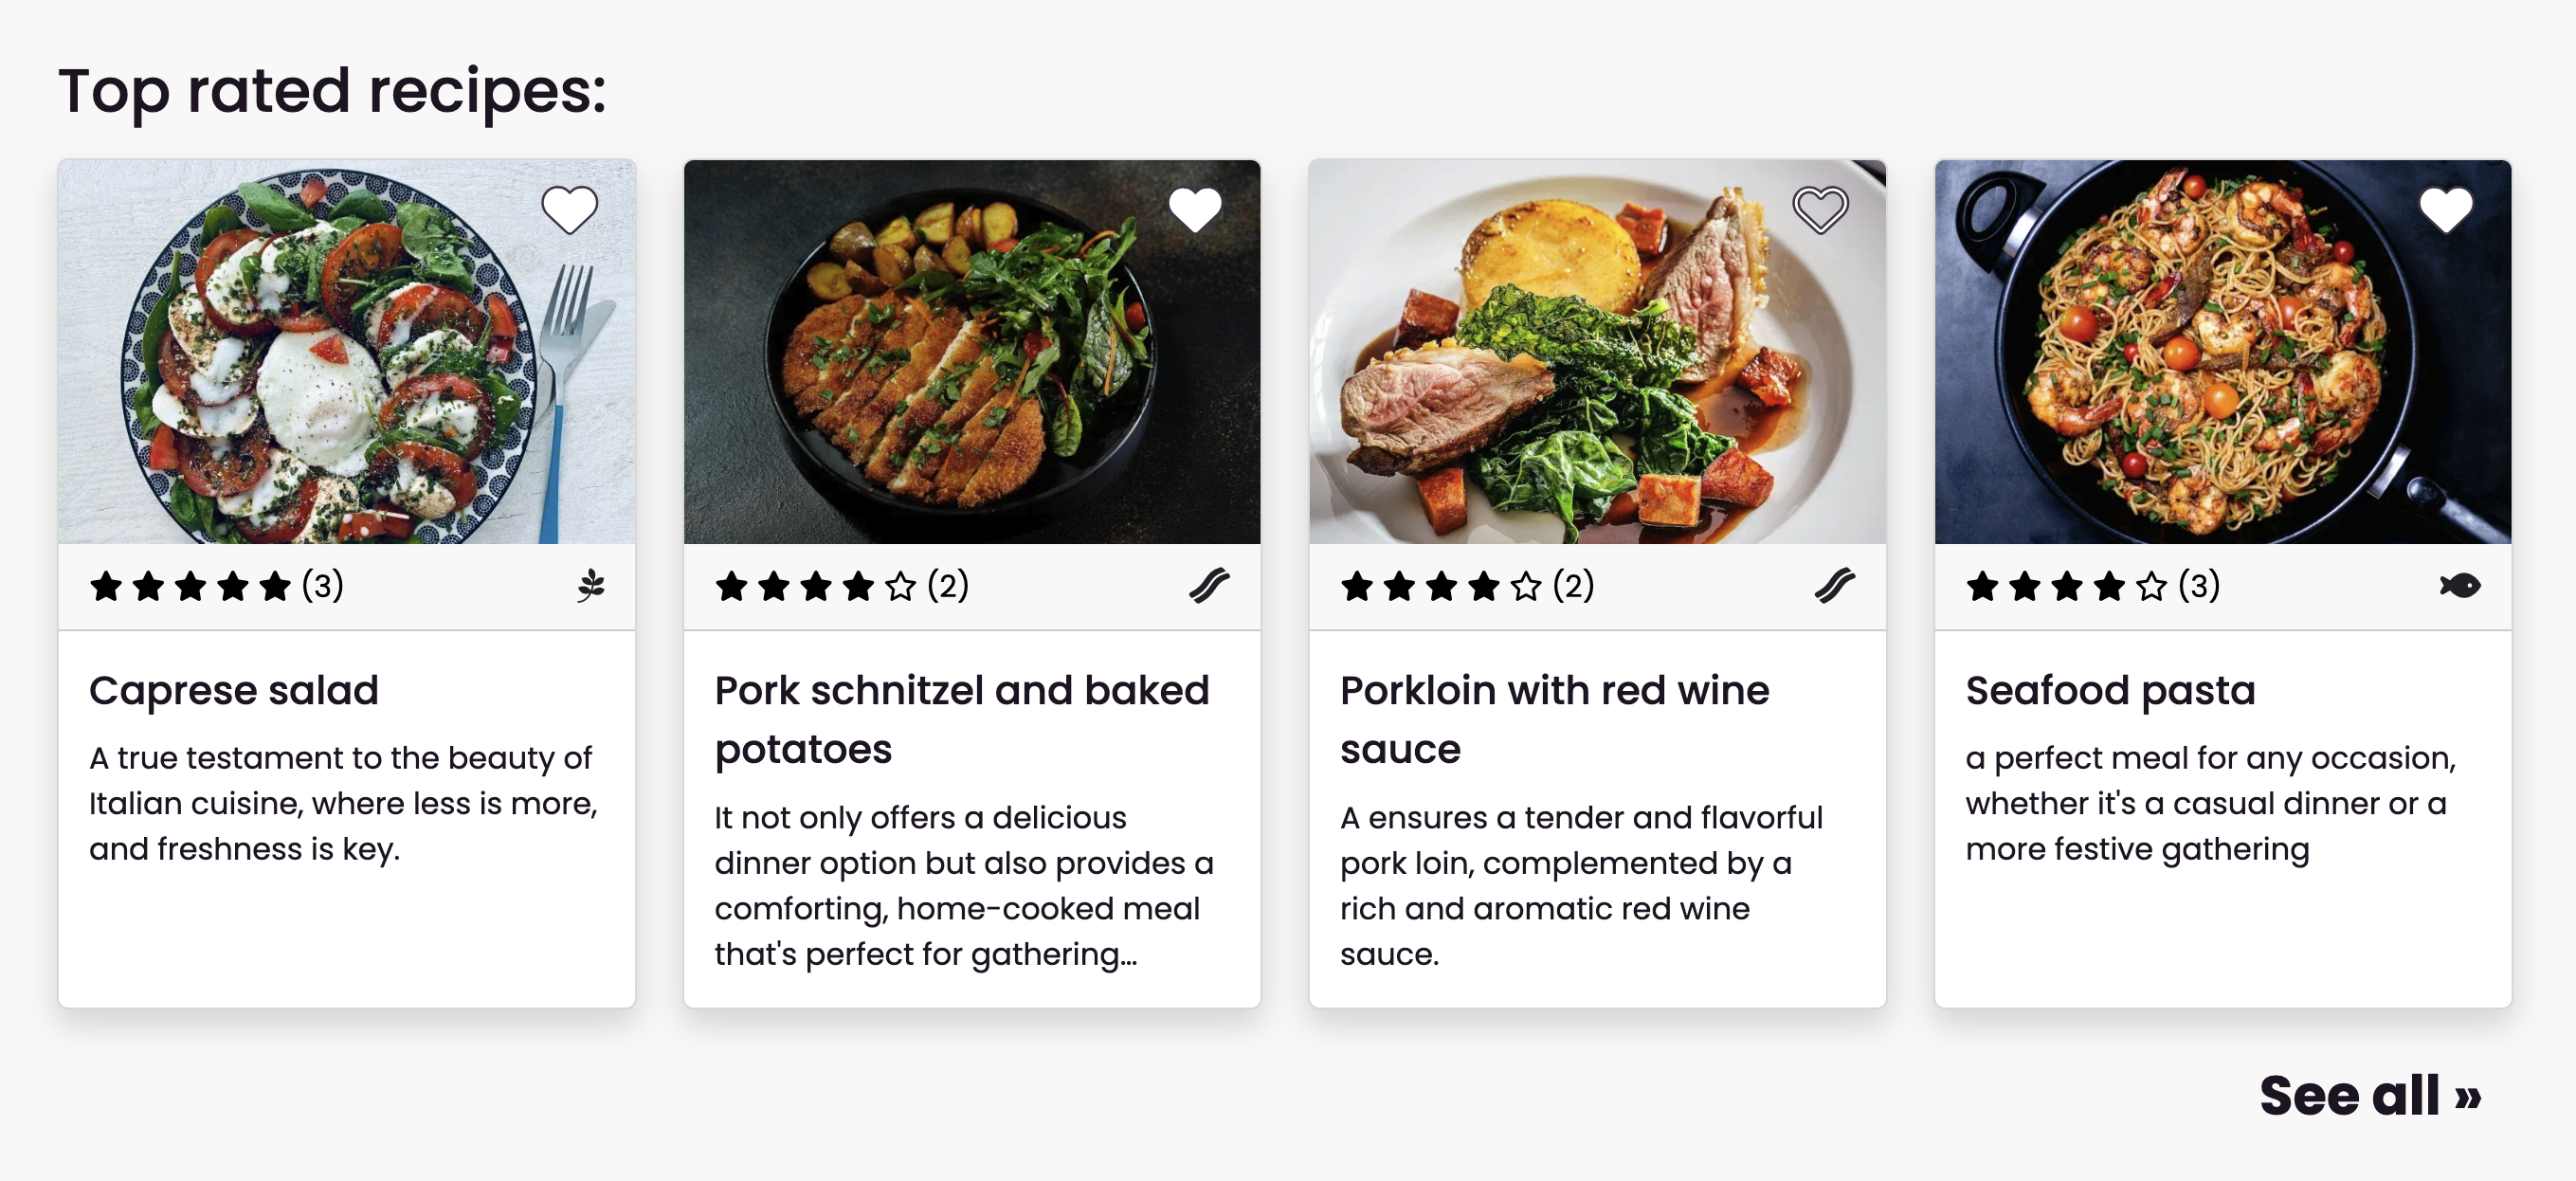 Top rated recipes:
(3)
Caprese salad
A true testament to the beauty of
Italian cuisine, where less is more,
and freshness is key.
(2)
Pork schnitzel and baked
potatoes
It not only offers a delicious
dinner option but also provides a
comforting, home-cooked meal
that's perfect for gathering...
(2)
Porkloin with red wine
sauce
A ensures a tender and flavorful
pork loin, complemented by a
rich and aromatic red wine
sauce.
(3)
Seafood pasta
a perfect meal for any occasion,
whether it's a casual dinner or a
more festive gathering
See all »